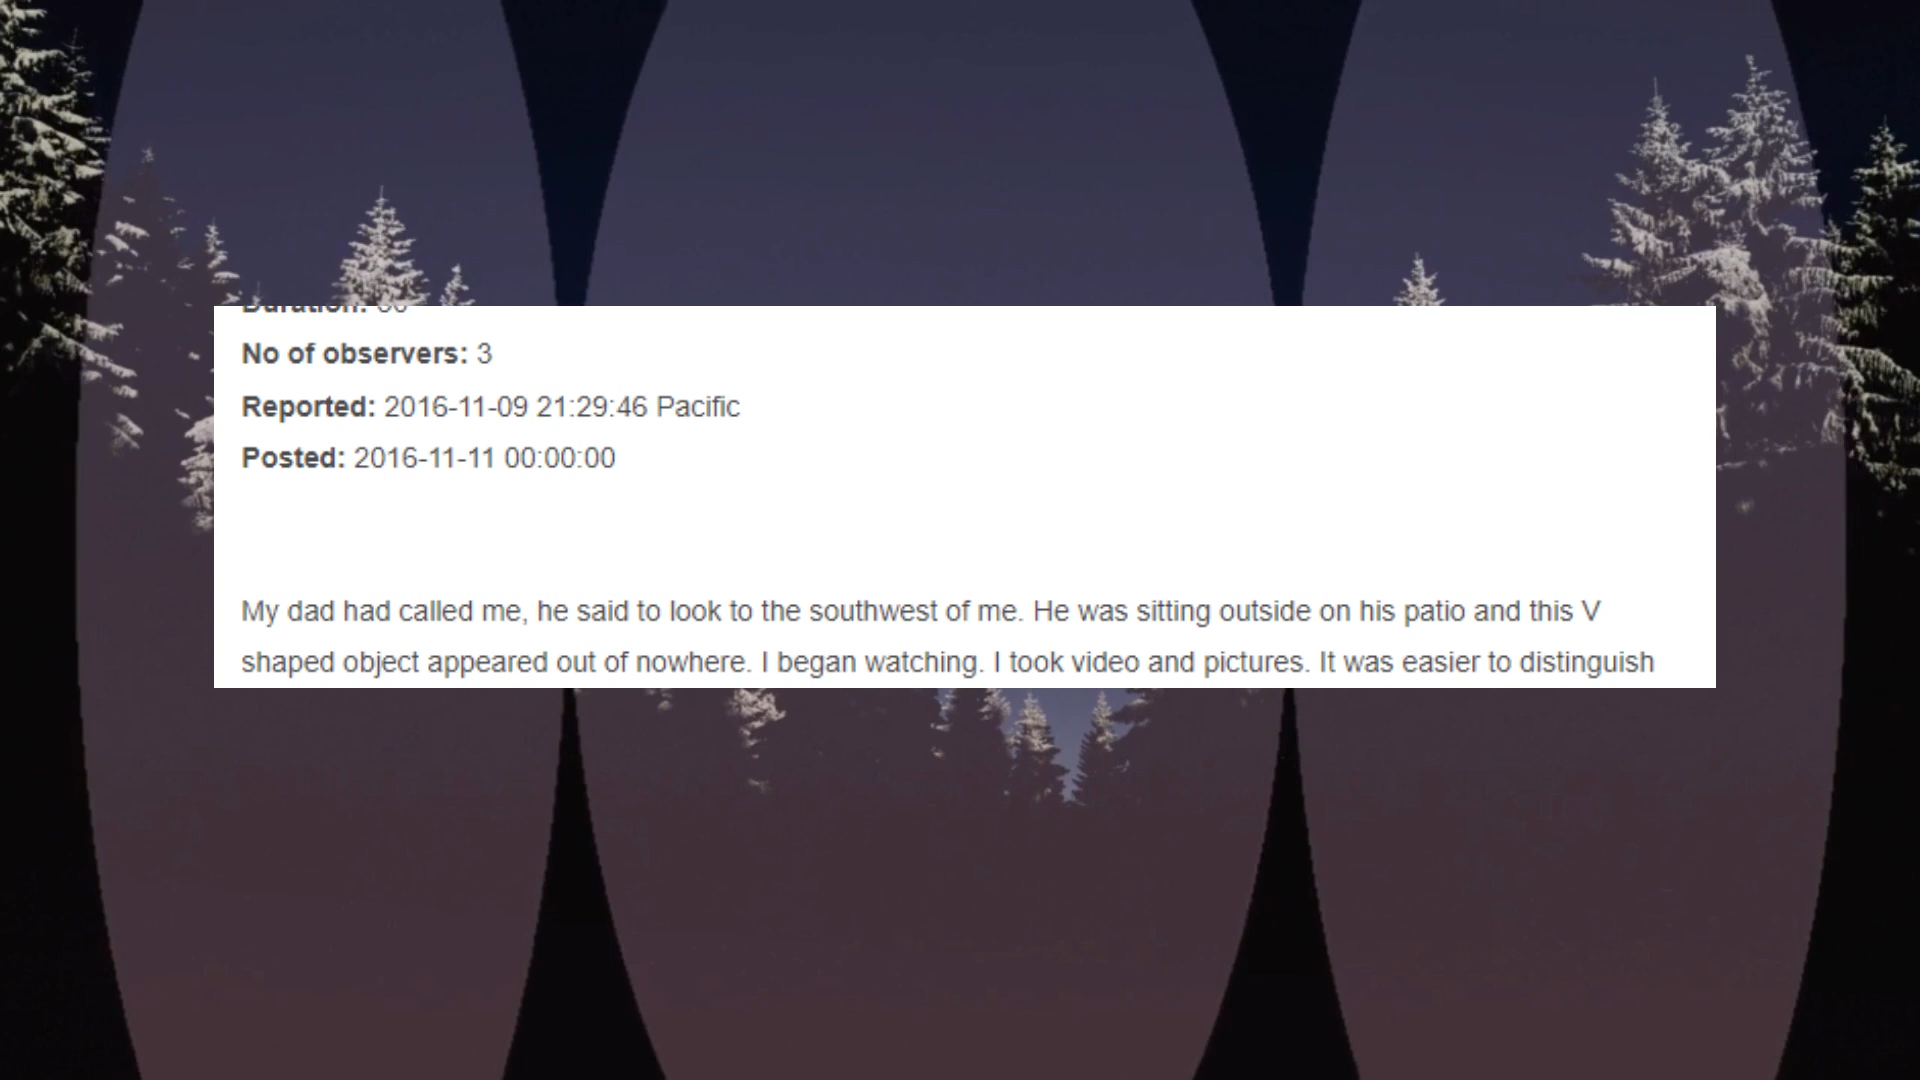 Duration:
No of observers: 3
Reported: 2016-11-09 21:29:46 Pacific
Posted: 2016-11-11 00:00:00
My dad had called me, he said to look to the southwest of me. He was sitting outside on his patio and this V
shaped object appeared out of nowhere. I began watching. I took video and pictures. It was easier to distinguish